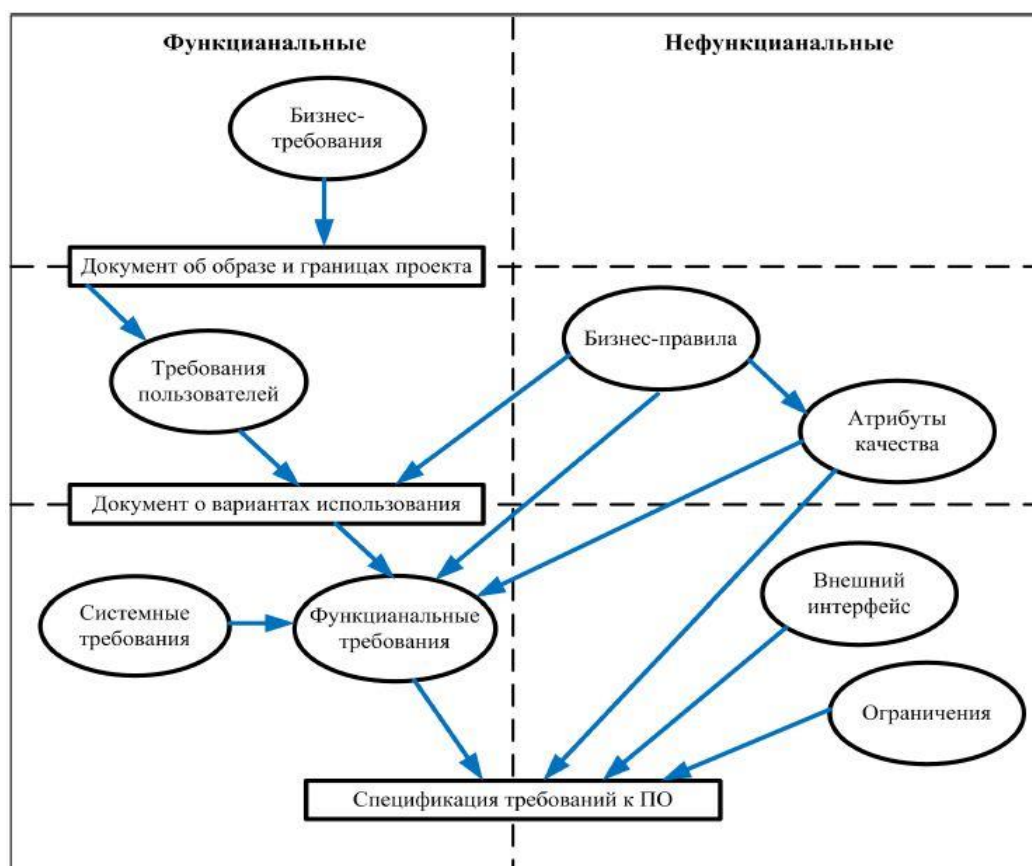 Функцианальные
Нефункцианальные
Бизнес-
требования
Документ об образе и границах проекта
Бизнес-правила
Требования
пользователей
Атрибуты
качества
Документ о вариантах использования
Внешний
интерфейс
Системные
требования
Функцианальные
требования
Ограничения
Спецификация требований к ПО